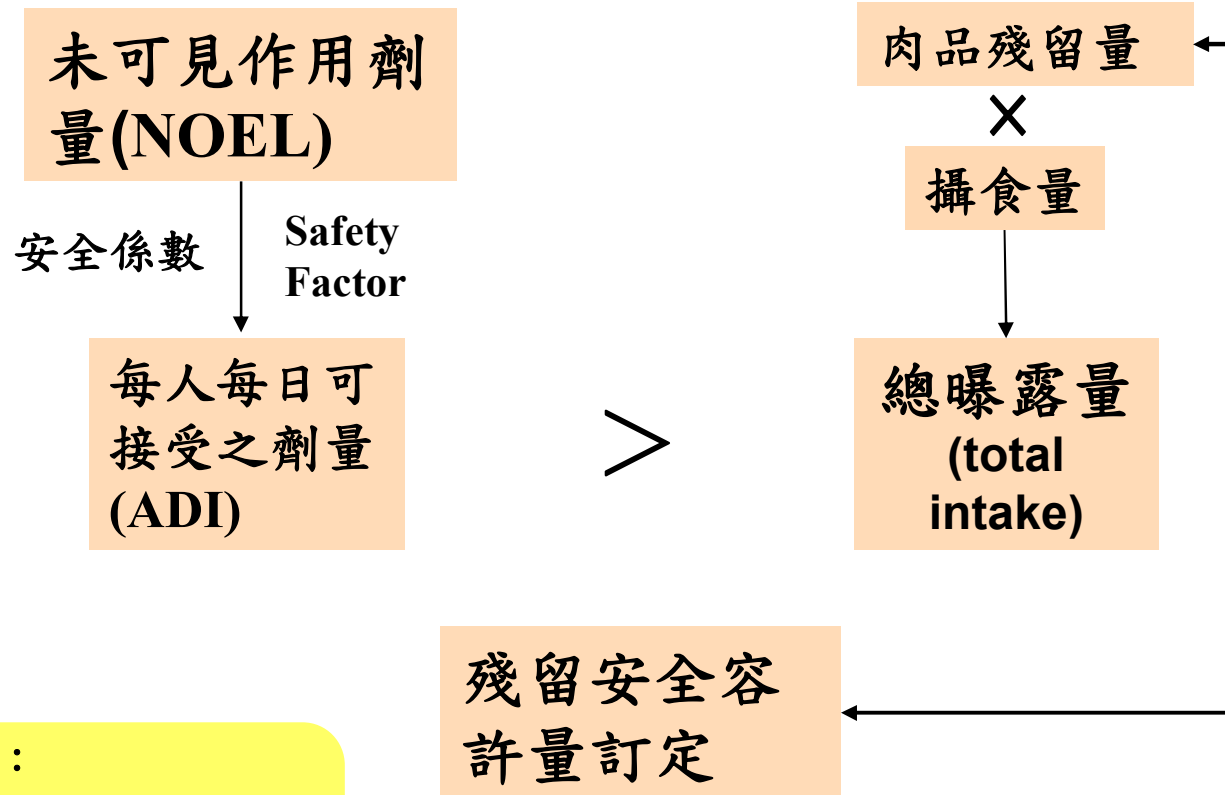 未可見作用劑
量(NOEL)
安全係數
Safety
Factor
每人每日可
接受之劑量
(ADI)
>
肉品殘留量
×
攝食量
總曝露量
(total
intake)
殘留安全容
許量訂定
: